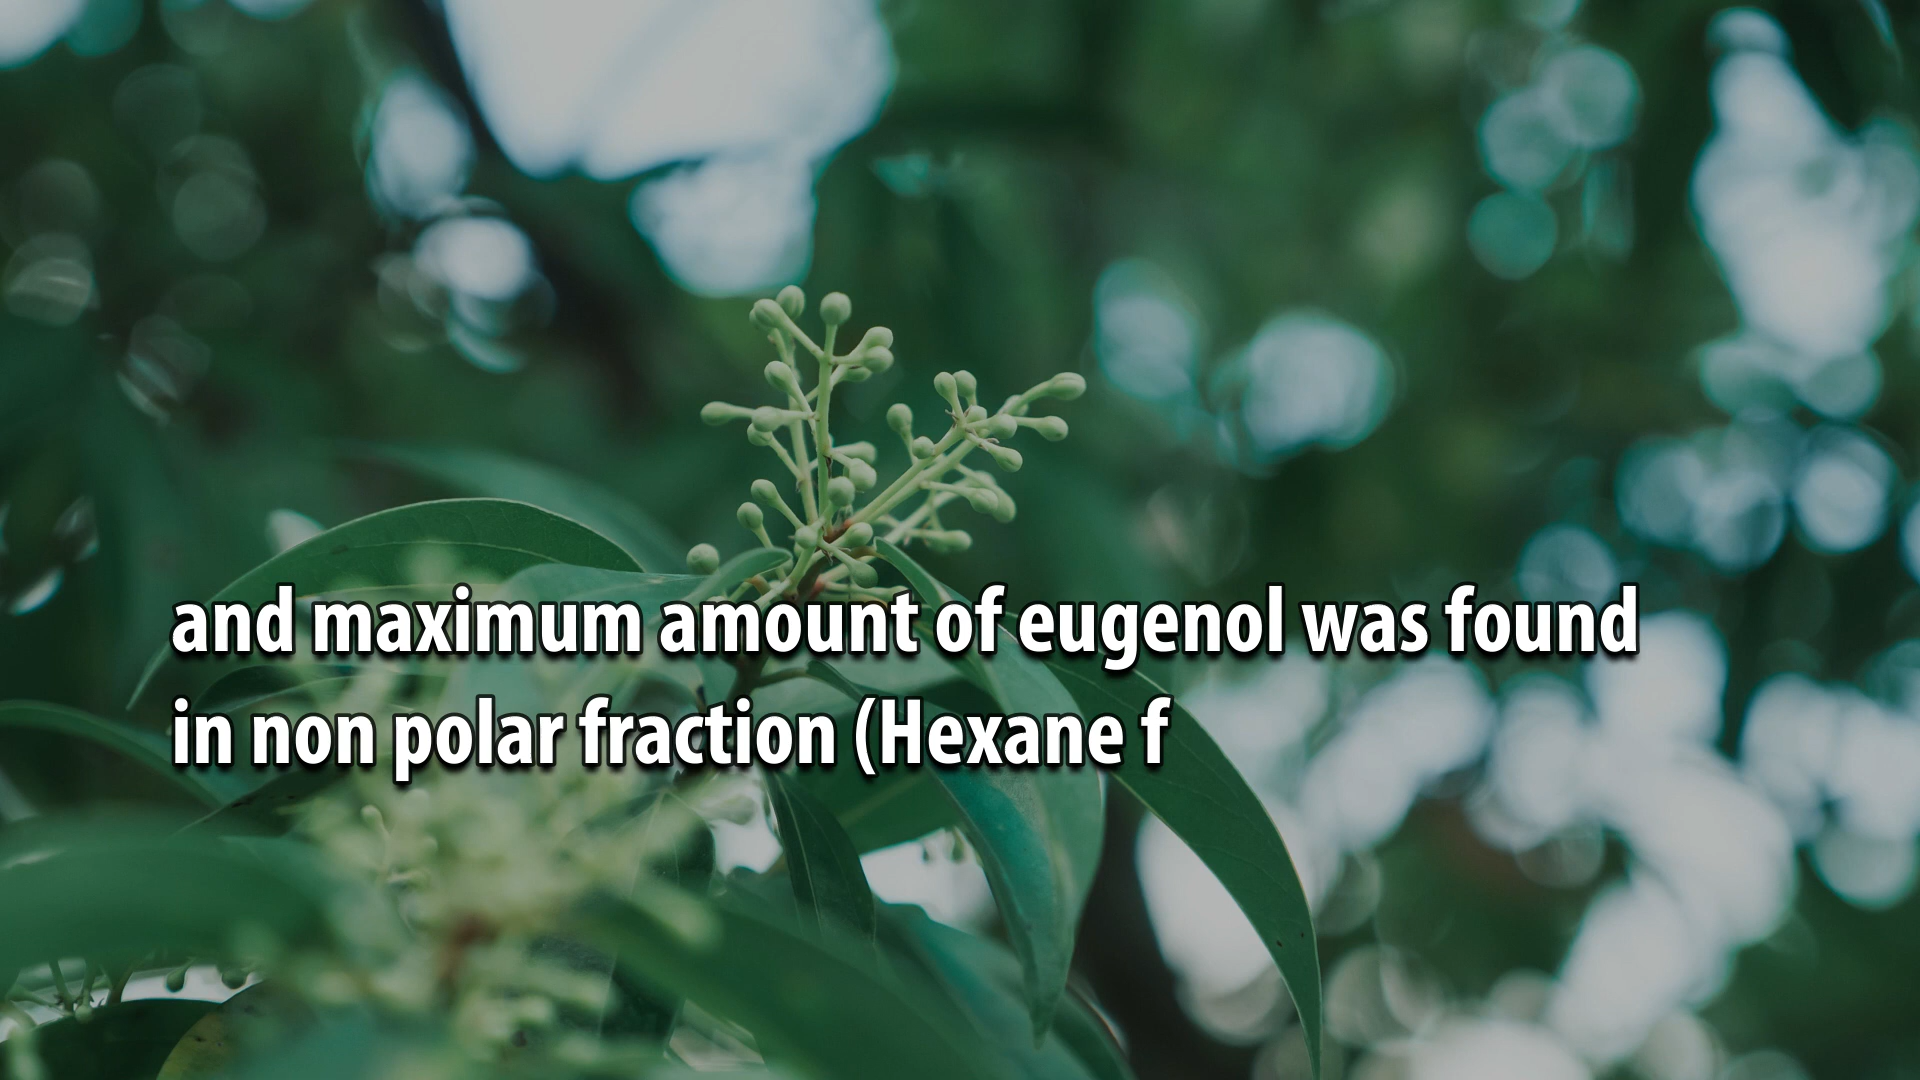 and maximum amount of eugenol was found
in non polar fraction (Hexane f